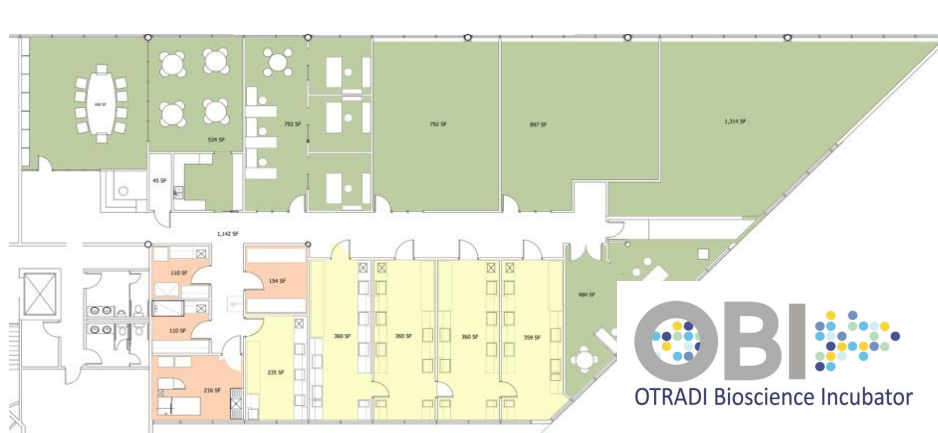 534 SF
792 SF
792 SF
897 SF
1,314 SF
45 SF
1,142 SF
110 SF
154 SF
110 SF
216 SF
235 SF
360 SF
360 SF
360 SF
359 SF
484 SF
OBI
OTRADI Bioscience Incubator